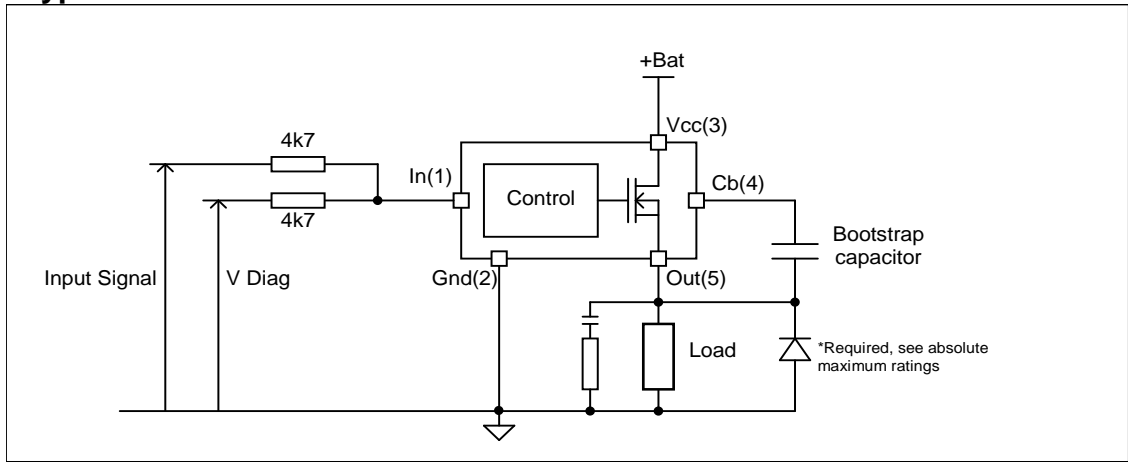 +Bat
Vcc(3)
4k7
In(1)
Cb(4)
Control
4k7
Bootstrap
capacitor
Input Signal
V Diag
Gnd(2)
Out(5)
Load
*Required, see absolute
maximum ratings